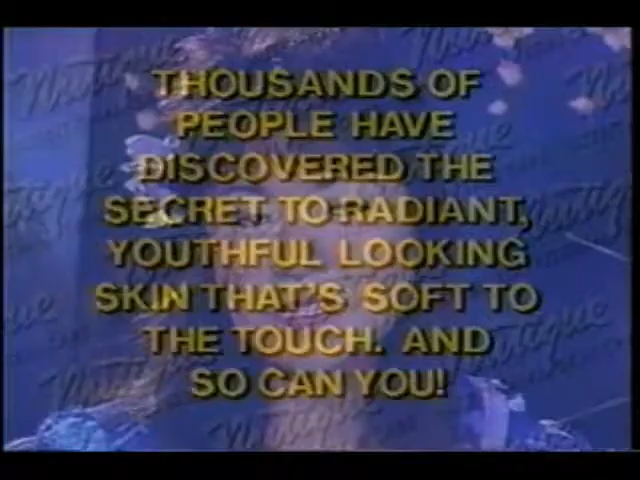 THOUSANDS OF
PEOPLE HAVE
DISCOVERED THE
SECRET TO RADIANT,
YOUTHFUL LOOKING
SKIN THAT'S SOFT TO
THE TOUCH. AND
SO CAN YOU!
Nutique